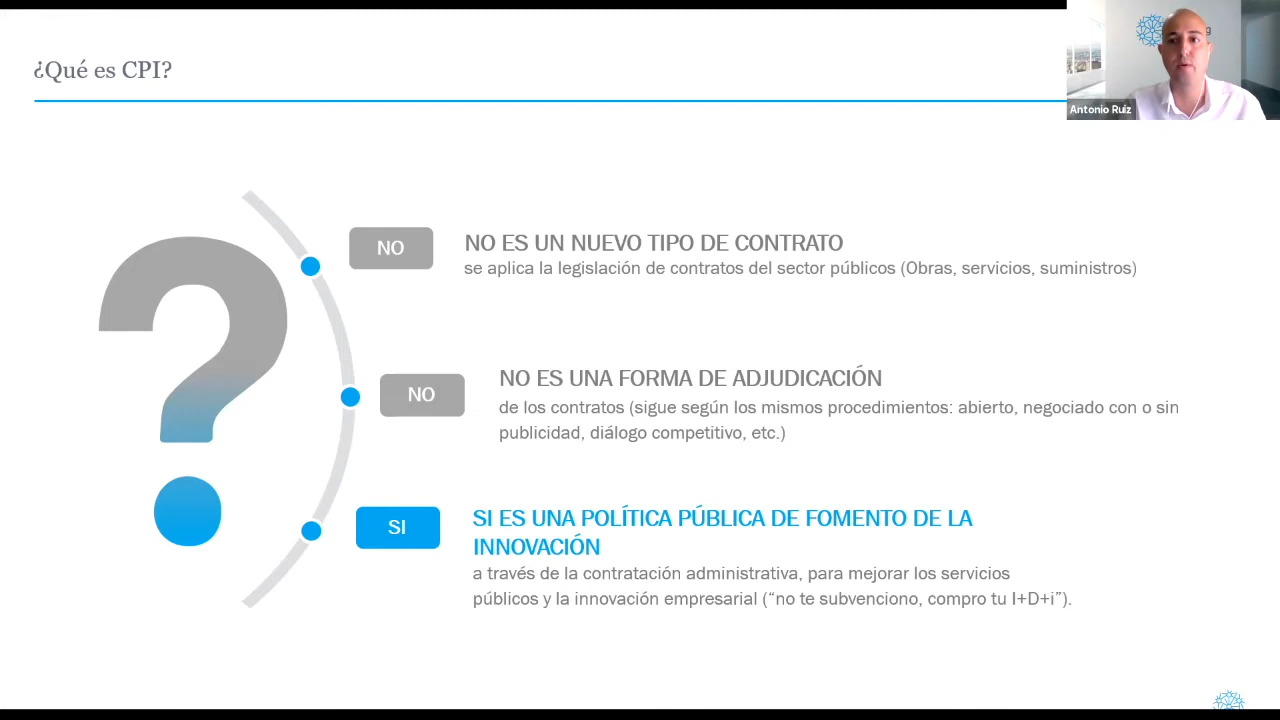 ¿Qué es CPI?
Antonio Ruiz
NO
NO ES UN NUEVO TIPO DE CONTRATO
se aplica la legislación de contratos del sector públicos (Obras, servicios, suministros)
NO
NO ES UNA FORMA DE ADJUDICACIÓN
de los contratos (sigue según los mismos procedimientos: abierto, negociado con o sin
publicidad, diálogo competitivo, etc.)
SI
SI ES UNA POLÍTICA PÚBLICA DE FOMENTO DE LA
INNOVACIÓN
a través de la contratación administrativa, para mejorar los servicios
públicos y la innovación empresarial (“no te subvenciono, compro tu I+D+i”).